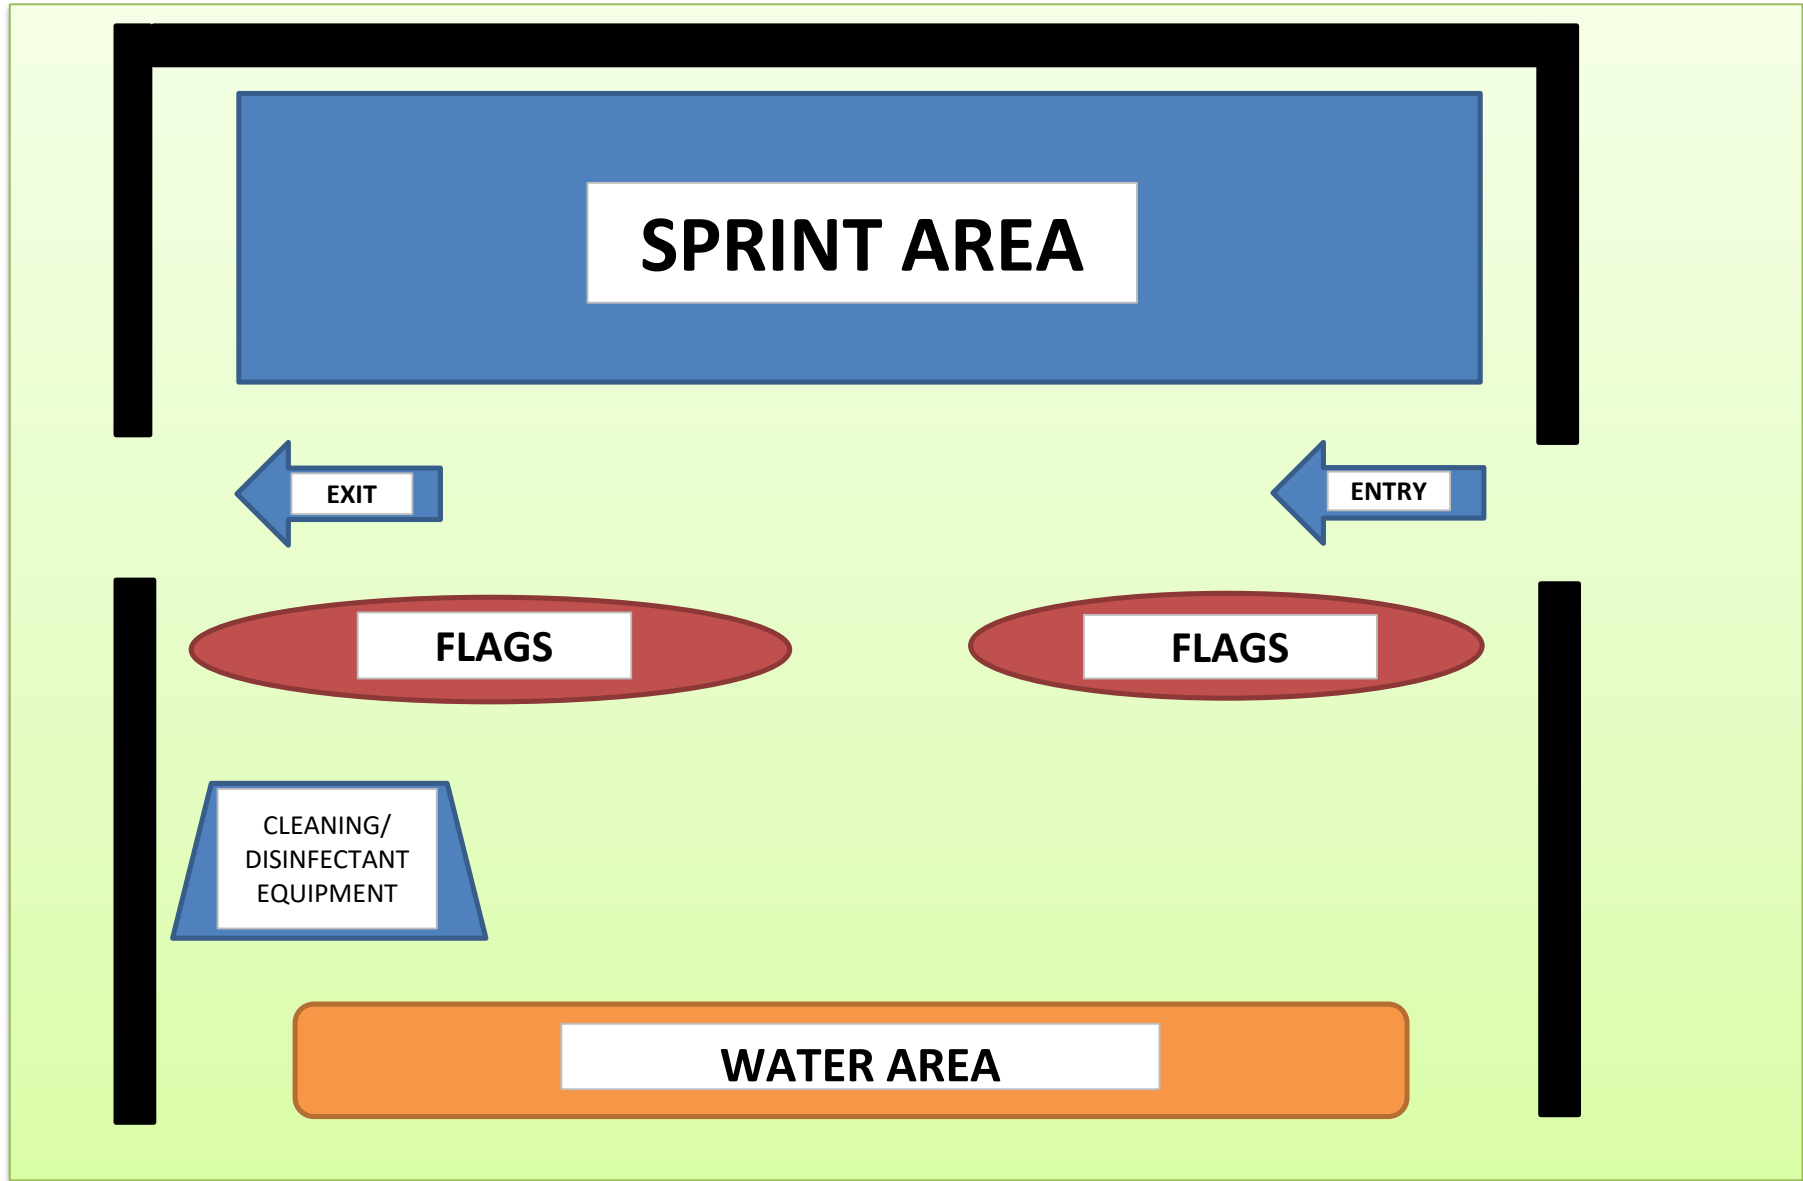 SPRINT AREA
EXIT
ENTRY
FLAGS
FLAGS
CLEANING/
DISINFECTANT
EQUIPMENT
WATER AREA